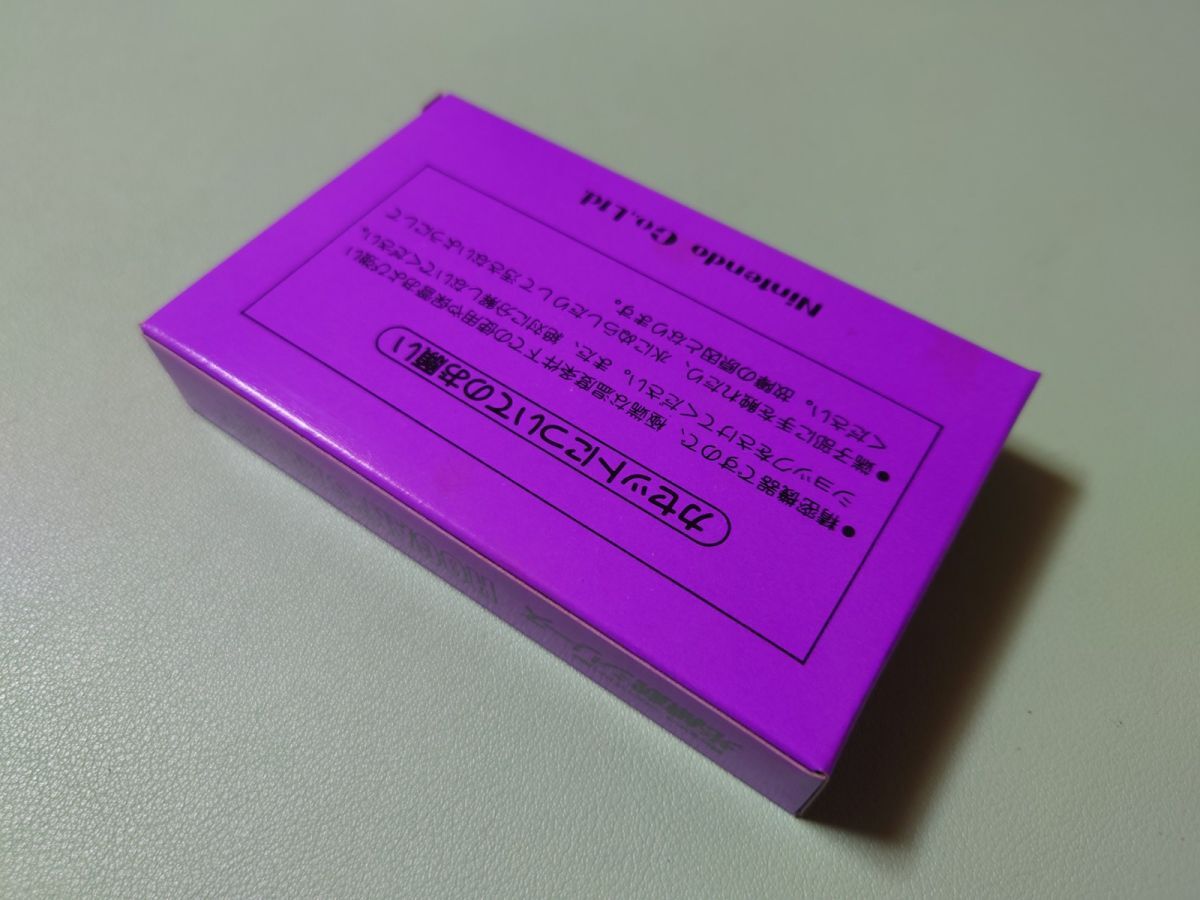 カセットについてのお願い
●精密機器ですので、極端な温度条件下での使用や保管および強い
ショックをさけてください。また、絶対に分解しないでください。
●端子部に手を触れたり、水にぬらしたりして汚さないようにして
ください。故障の原因となります。
Nintendo Co.,Ltd.